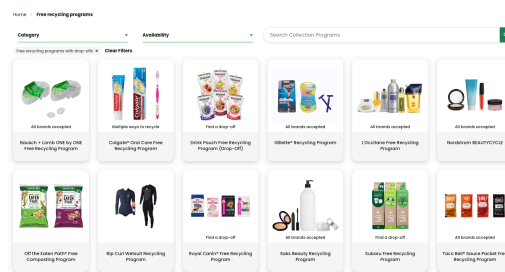 Home > Free recycling programs
Category
Availability
Search Collection Programs
Free recycling programs with drop-offs ×
Clear Filters
All brands accepted
Bausch + Lomb ONE by ONE
Free Recycling Program
Multiple ways to recycle
Colgate® Oral Care Free
Recycling Program
Find a drop-off
Drink Pouch Free Recycling
Program (Drop-Off)
All brands accepted
Gillette® Recycling Program
All brands accepted
L'Occitane Free Recycling
Program
All brands accepted
Nordstrom BEAUTYCYCLE
Off the Eaten Path® Free
Composting Program
Rip Curl Wetsuit Recycling
Program
Find a drop-off
Royal Canin® Free Recycling
Program
All brands accepted
Saks Beauty Recycling
Program
Find a drop-off
Subaru Free Recycling
Program
All brands accepted
Taco Bell® Sauce Packet Fre
Recycling Program
Colgate